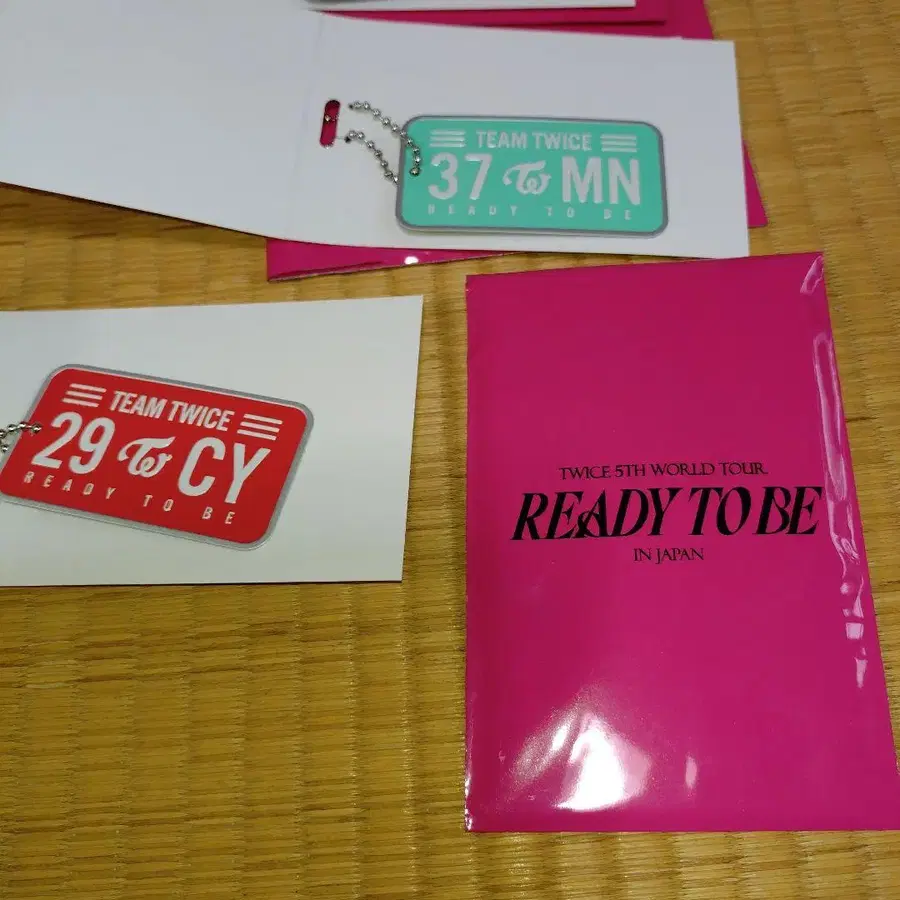 TEAM TWICE
37 MN
READY TO BE
TEAM TWICE
29 CY
READY TO BE
TWICE 5TH WORLD TOUR
READY TO BE
IN JAPAN